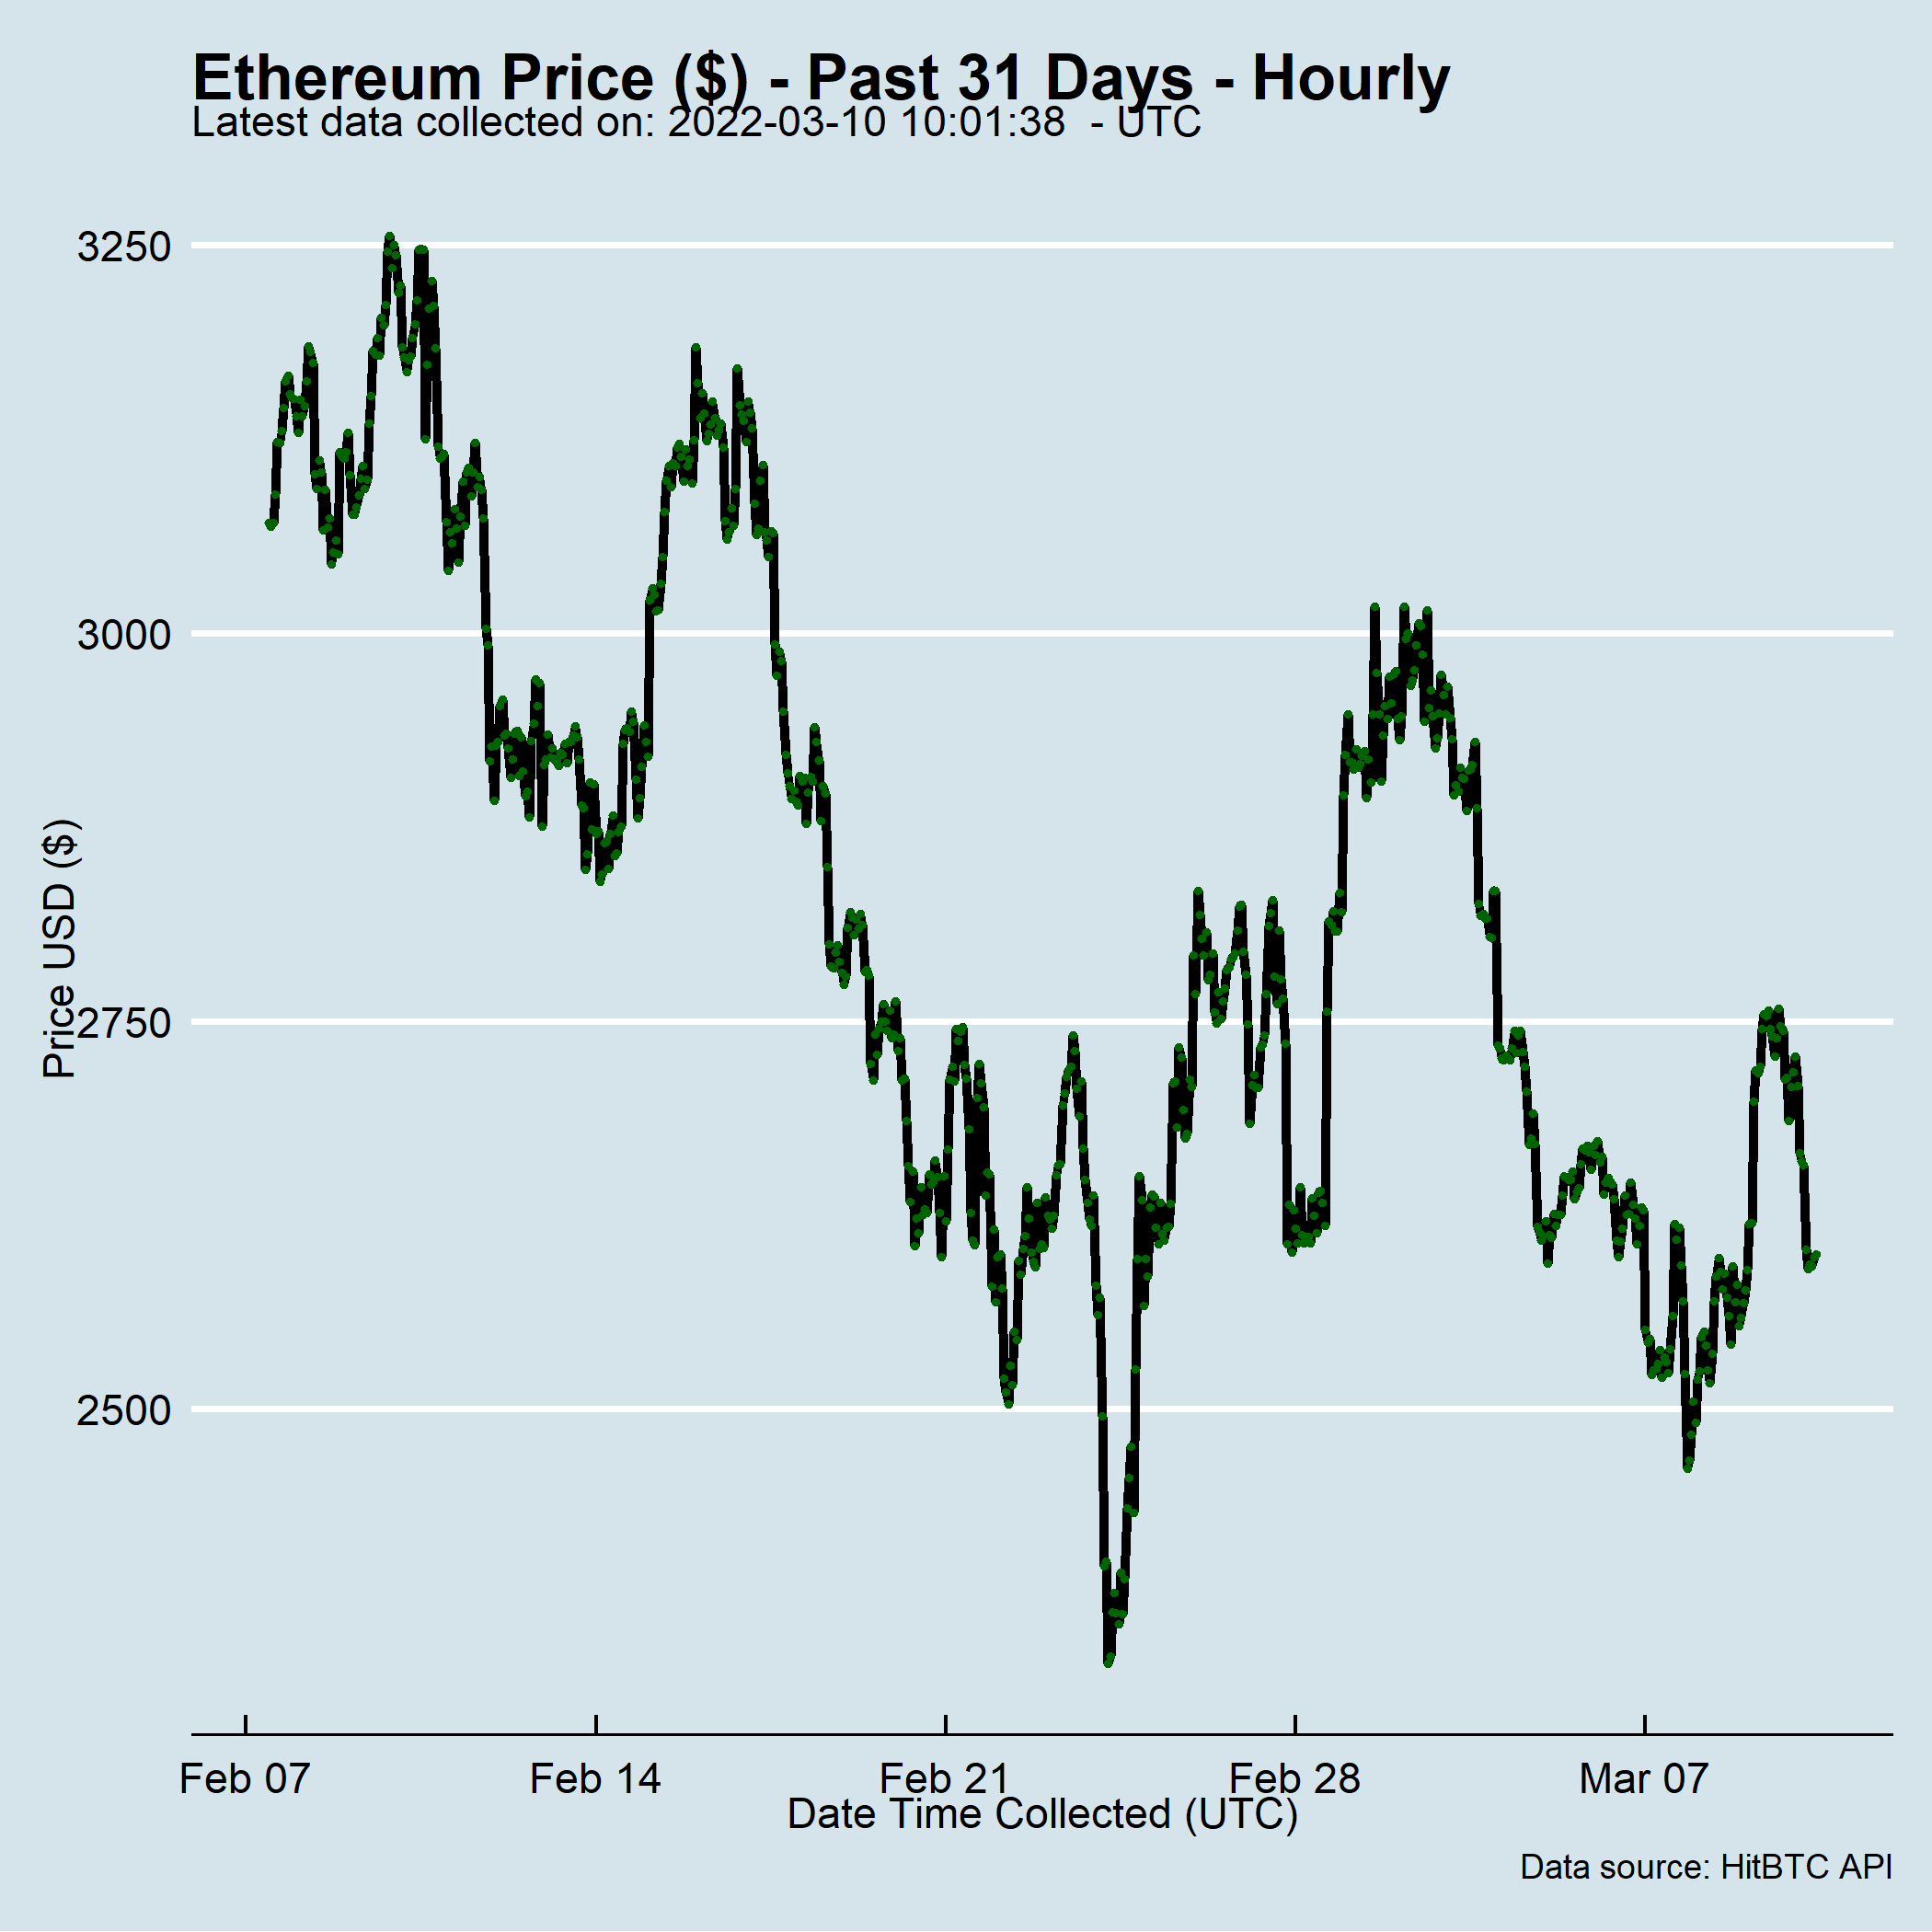 Ethereum Price ($) - Past 31 Days - Hourly
Latest data collected on: 2022-03-10 10:01:38  - UTC
3250
3000
2750
2500
Price USD ($)
Feb 07
Feb 14
Feb 21
Feb 28
Mar 07
Date Time Collected (UTC)
Data source: HitBTC API